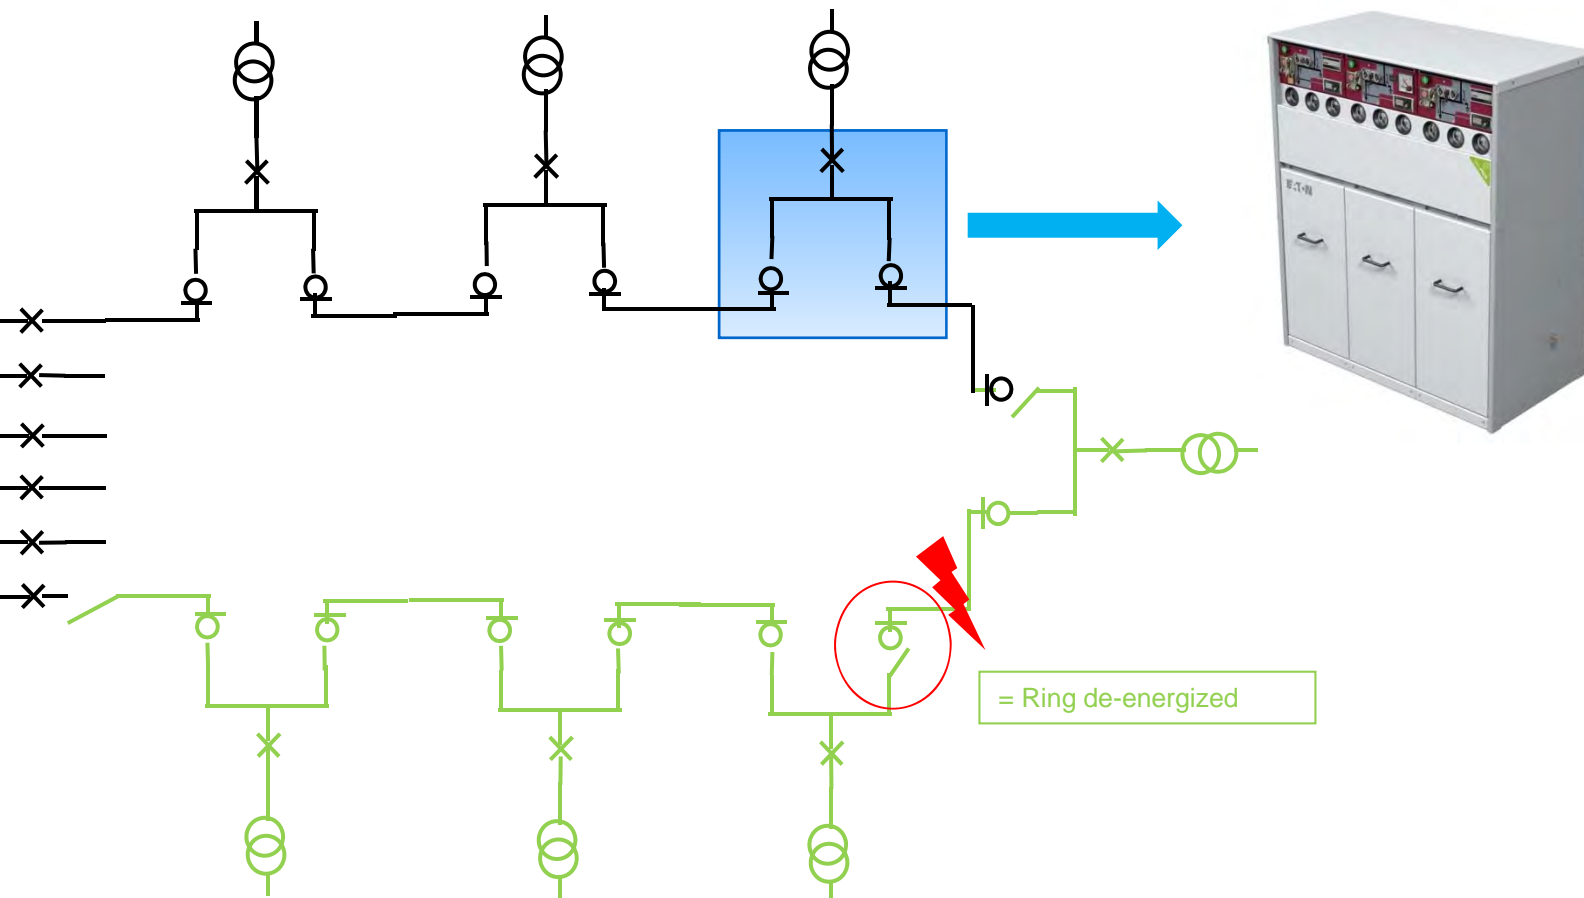 E·T·N
= Ring de-energized